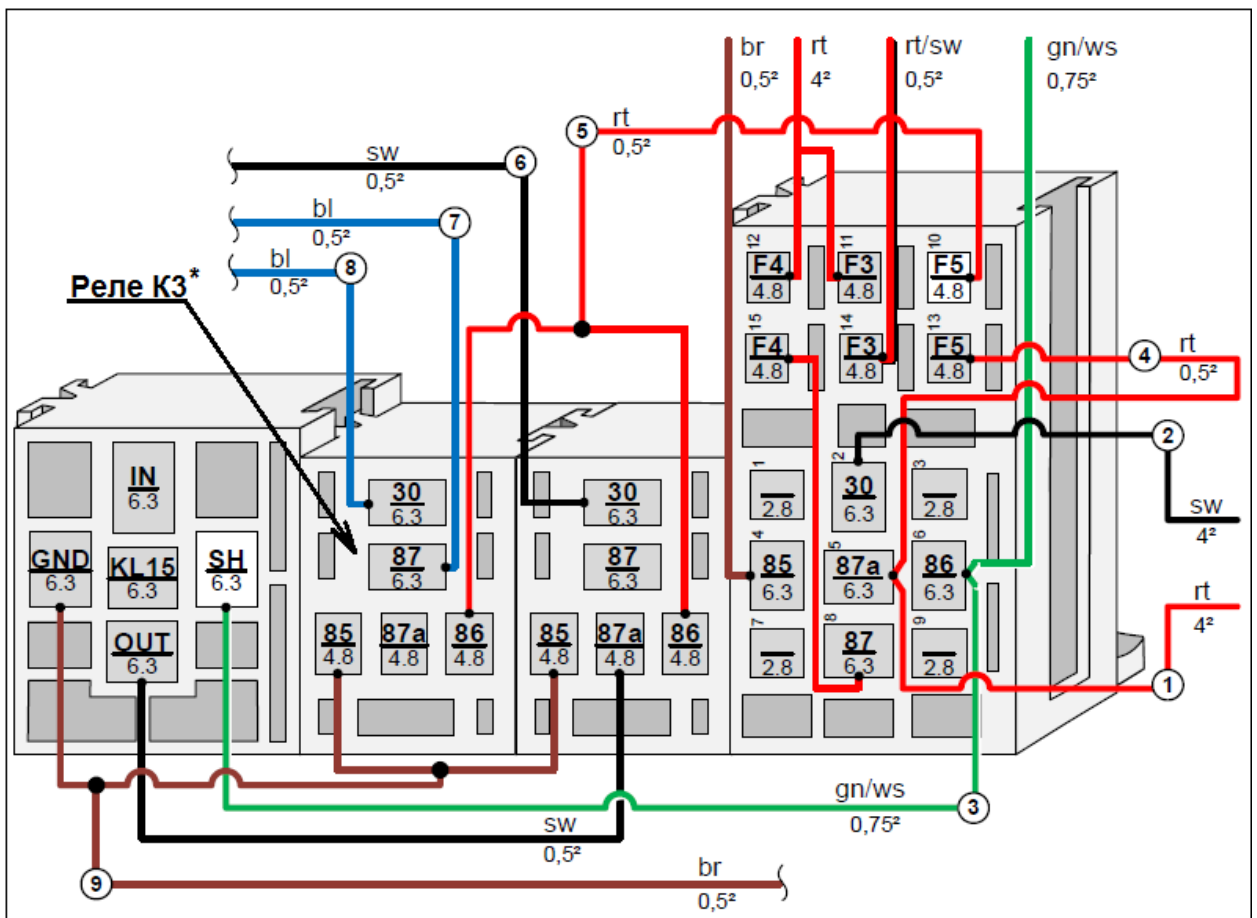 br
0,5²
rt
4²
rt/sw
0,5²
gn/ws
0,75²
5
rt
0,5²
6
sw
0,5²
7
bl
0,5²
8
bl
0,5²
Реле К3*
12
F4
4.8
11
F3
4.8
10
F5
4.8
15
F4
4.8
14
F3
4.8
13
F5
4.8
4
rt
0,5²
2
sw
4²
1
2.8
2
30
6.3
3
2.8
4
85
6.3
5
87a
6.3
6
86
6.3
7
2.8
8
87
6.3
9
2.8
rt
4²
1
IN
6.3
GND
6.3
KL15
6.3
SH
6.3
OUT
6.3
30
6.3
87
6.3
85
4.8
87a
4.8
86
4.8
30
6.3
87
6.3
85
4.8
87a
4.8
86
4.8
gn/ws
0,75²
3
sw
0,5²
9
br
0,5²